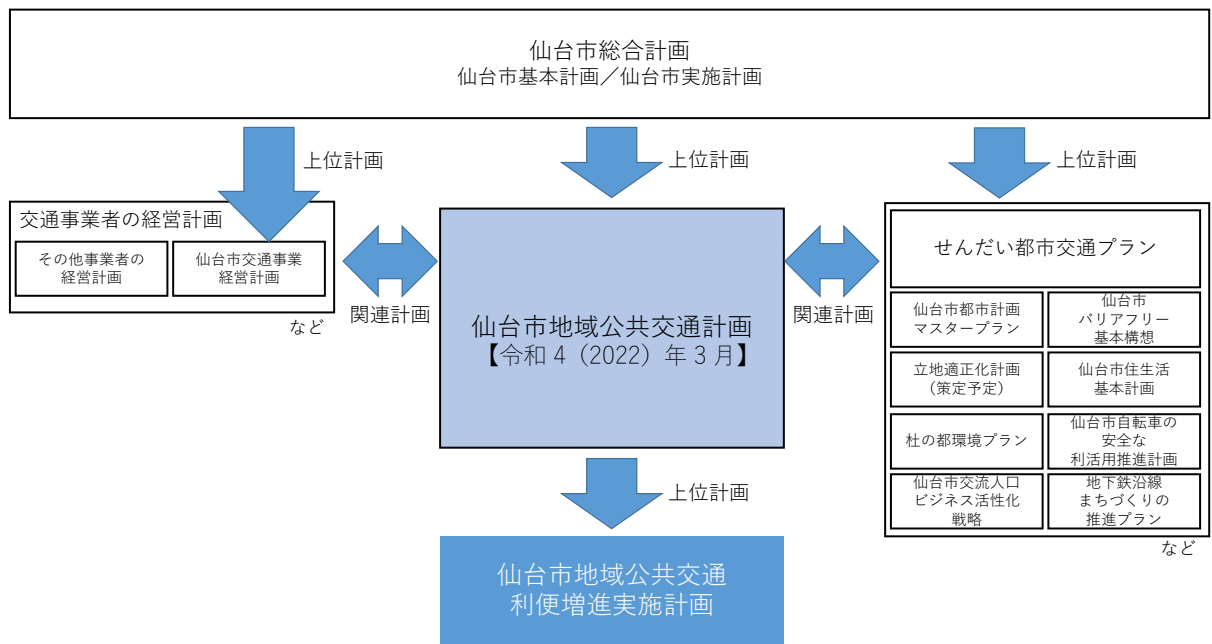 仙台市総合計画
仙台市基本計画／仙台市実施計画
上位計画
上位計画
上位計画
交通事業者の経営計画
その他事業者の
経営計画
仙台市交通事業
経営計画
など
関連計画
仙台市地域公共交通計画
【令和４（2022）年３月】
関連計画
せんだい都市交通プラン
仙台市都市計画
マスタープラン
仙台市
バリアフリー
基本構想
立地適正化計画
（策定予定）
仙台市住生活
基本計画
杜の都環境プラン
仙台市自転車の
安全な
利活用推進計画
仙台市交流人口
ビジネス活性化
戦略
地下鉄沿線
まちづくりの
推進プラン
など
上位計画
仙台市地域公共交通
利便増進実施計画